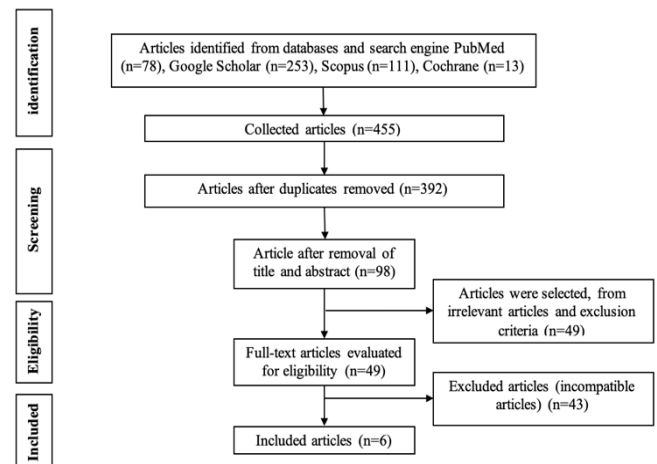 identification
Articles identified from databases and search engine PubMed
(n=78), Google Scholar (n=253), Scopus (n=111), Cochrane (n=13)
Collected articles (n=455)
Screening
Articles after duplicates removed (n=392)
Article after removal of
title and abstract (n=98)
Articles were selected, from
irrelevant articles and exclusion
criteria (n=49)
Eligibility
Full-text articles evaluated
for eligibility (n=49)
Excluded articles (incompatible
articles) (n=43)
Included
Included articles (n=6)